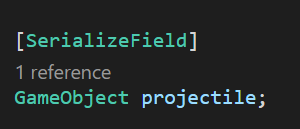 [SerializeField]
1 reference
GameObject projectile;